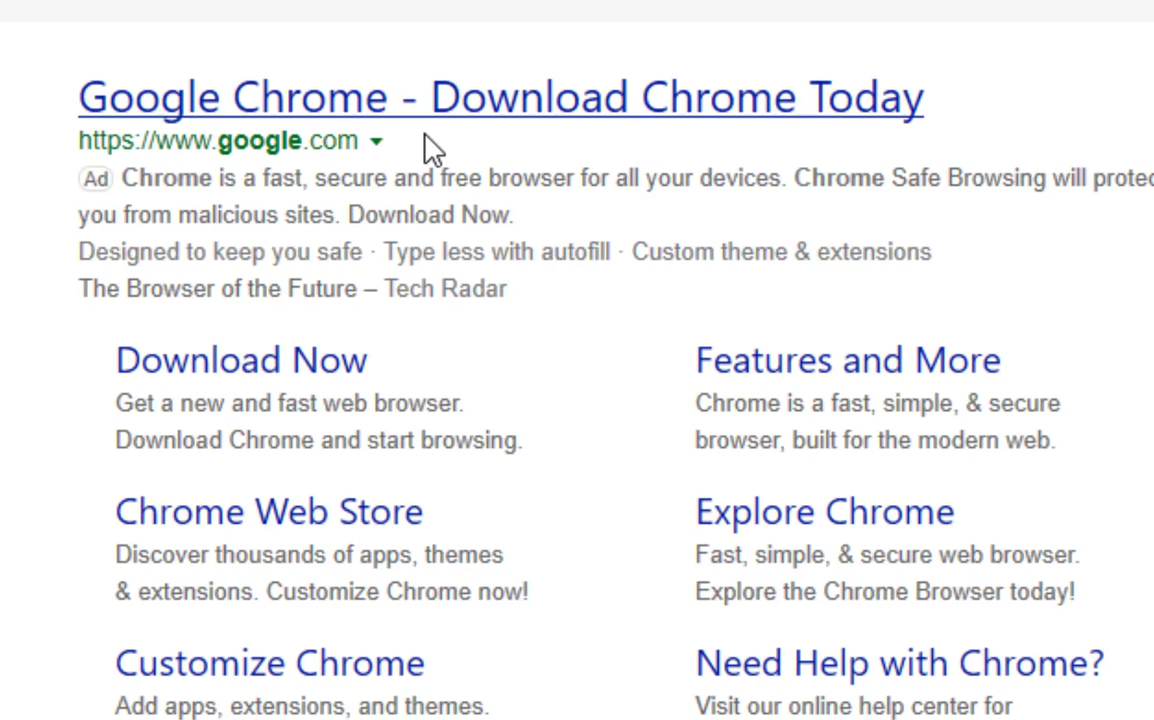 Google Chrome - Download Chrome Today
https://www.google.com
Ad Chrome is a fast, secure and free browser for all your devices. Chrome Safe Browsing will
you from malicious sites. Download Now.
Designed to keep you safe · Type less with autofill · Custom theme & extensions
The Browser of the Future – Tech Radar
Download Now
Get a new and fast web browser.
Download Chrome and start browsing.
Features and More
Chrome is a fast, simple, & secure
browser, built for the modern web.
Chrome Web Store
Discover thousands of apps, themes
& extensions. Customize Chrome now!
Explore Chrome
Fast, simple, & secure web browser.
Explore the Chrome Browser today!
Customize Chrome
Add apps, extensions, and themes.
Need Help with Chrome?
Visit our online help center for